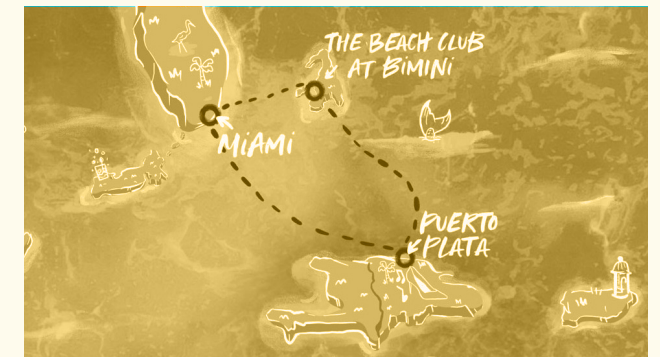 THE BEACH CLUB
AT BIMINI
MIAMI
PUERTO
PLATA